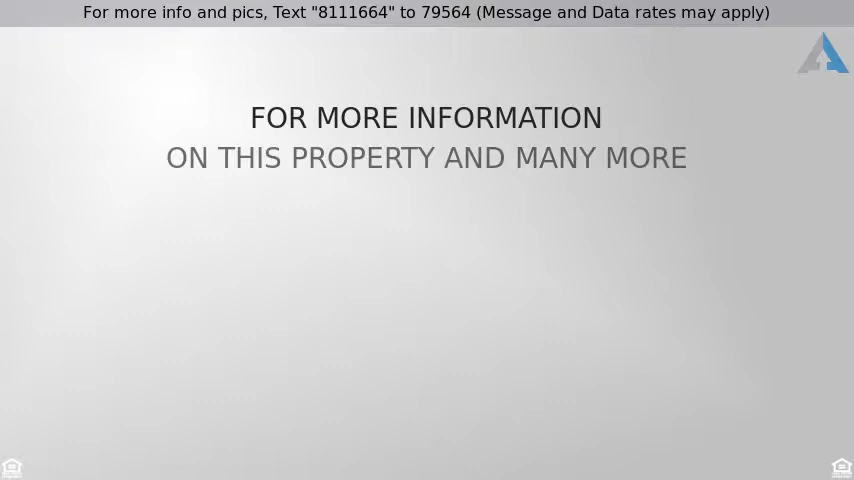 For more info and pics, Text "8111664" to 79564 (Message and Data rates may apply)
FOR MORE INFORMATION
ON THIS PROPERTY AND MANY MORE